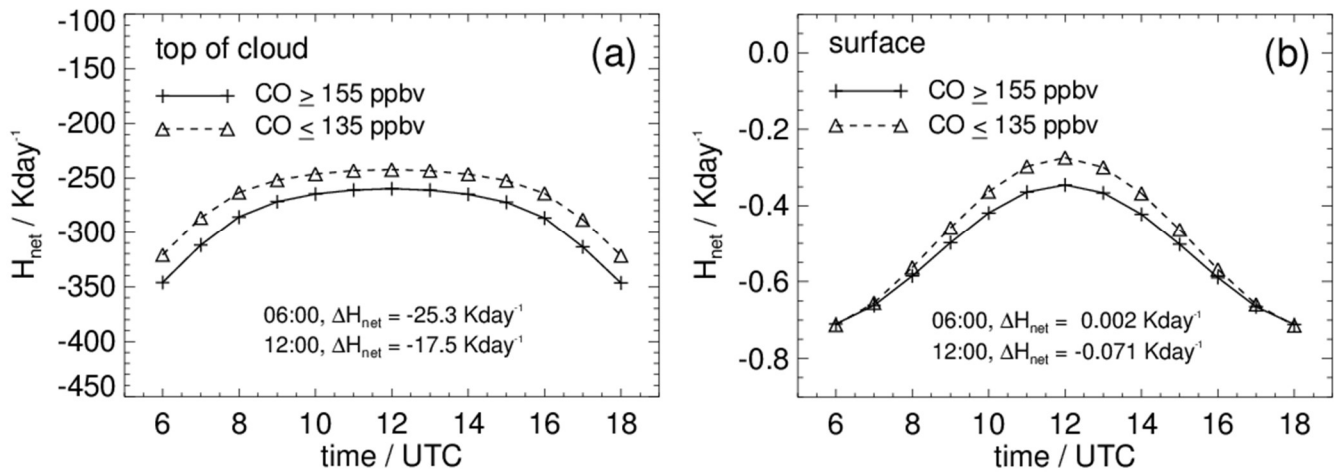 -100
-150
-200
-250
-300
-350
-400
-450
H_net / Kday⁻¹
top of cloud
(a)
CO ≥ 155 ppbv
CO ≤ 135 ppbv
06:00, ΔH_net = -25.3 Kday⁻¹
12:00, ΔH_net = -17.5 Kday⁻¹
6 8 10 12 14 16 18
time / UTC
0.0
-0.2
-0.4
-0.6
-0.8
H_net / Kday⁻¹
surface
(b)
CO ≥ 155 ppbv
CO ≤ 135 ppbv
06:00, ΔH_net = 0.002 Kday⁻¹
12:00, ΔH_net = -0.071 Kday⁻¹
6 8 10 12 14 16 18
time / UTC